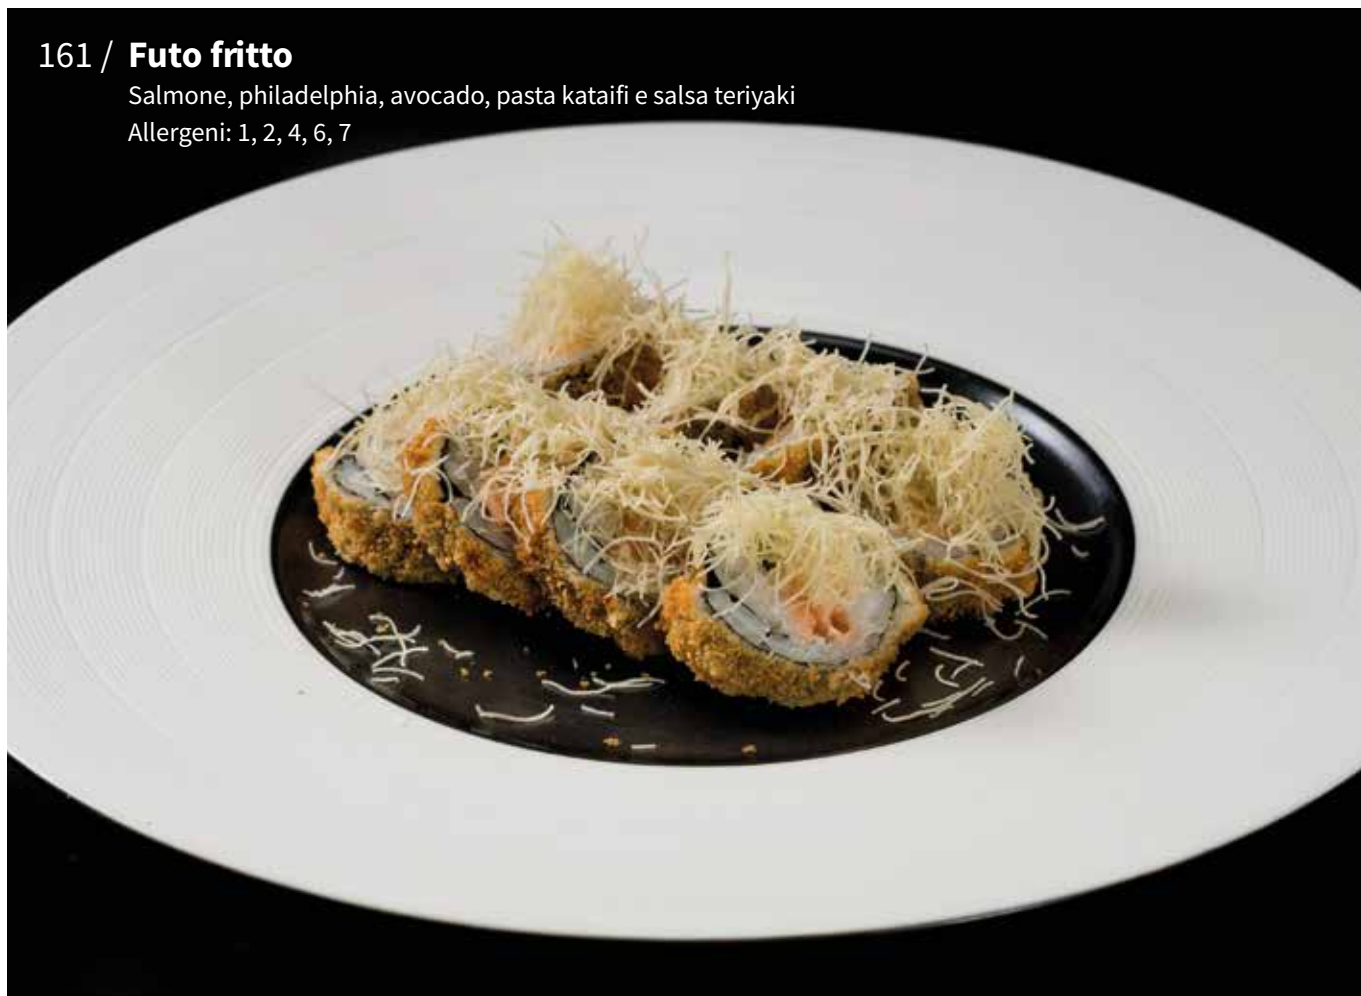 161 / Futo fritto
Salmone, philadelphia, avocado, pasta kataifi e salsa teriyaki
Allergeni: 1, 2, 4, 6, 7